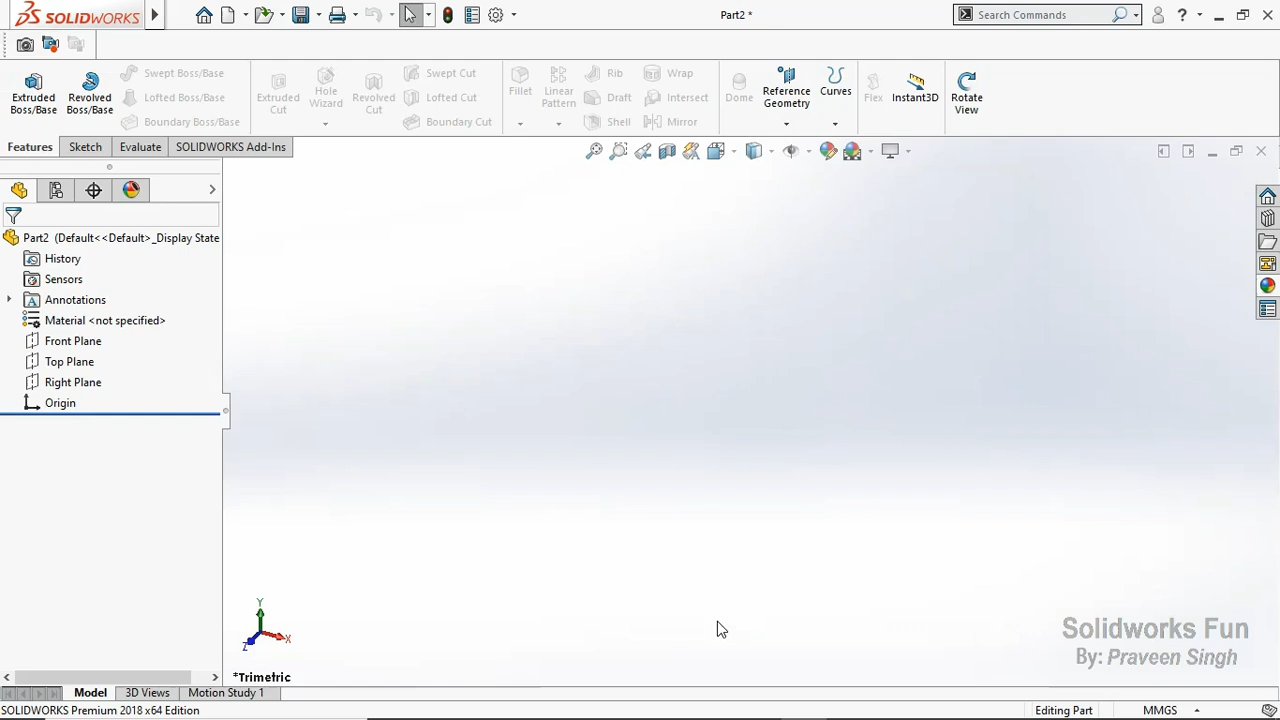 SOLIDWORKS
Part2 *
Search Commands
?
Extruded Boss/Base
Revolved Boss/Base
Swept Boss/Base
Lofted Boss/Base
Boundary Boss/Base
Extruded Cut
Hole Wizard
Revolved Cut
Swept Cut
Lofted Cut
Boundary Cut
Fillet
Linear Pattern
Rib
Draft
Shell
Wrap
Intersect
Mirror
Dome
Reference Geometry
Curves
Flex
Instant3D
Rotate View
Features
Sketch
Evaluate
SOLIDWORKS Add-Ins
Part2 (Default<<Default>_Display State
History
Sensors
Annotations
Material <not specified>
Front Plane
Top Plane
Right Plane
Origin
Y
X
Z
*Trimetric
Solidworks Fun
By: Praveen Singh
Model
3D Views
Motion Study 1
SOLIDWORKS Premium 2018 x64 Edition
Editing Part
MMGS